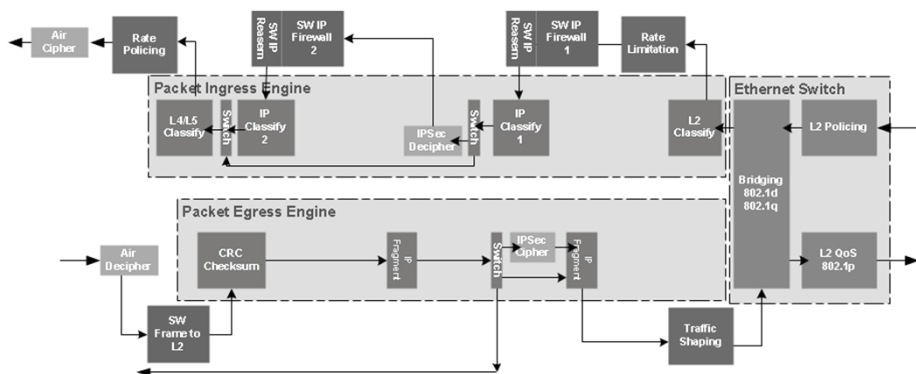 Air
Cipher
Rate
Policing
SW IP
Reasem
SW IP
Firewall
2
SW IP
Reasem
SW IP
Firewall
1
Rate
Limitation
Packet Ingress Engine
L4/L5
Classify
Switch
IP
Classify
2
IPSec
Decipher
Switch
IP
Classify
1
L2
Classify
Ethernet Switch
Bridging
802.1d
802.1q
L2 Policing
L2 QoS
802.1p
Packet Egress Engine
Air
Decipher
CRC
Checksum
IP
Fragment
Switch
IPSec
Cipher
IP
Fragment
SW
Frame to
L2
Traffic
Shaping